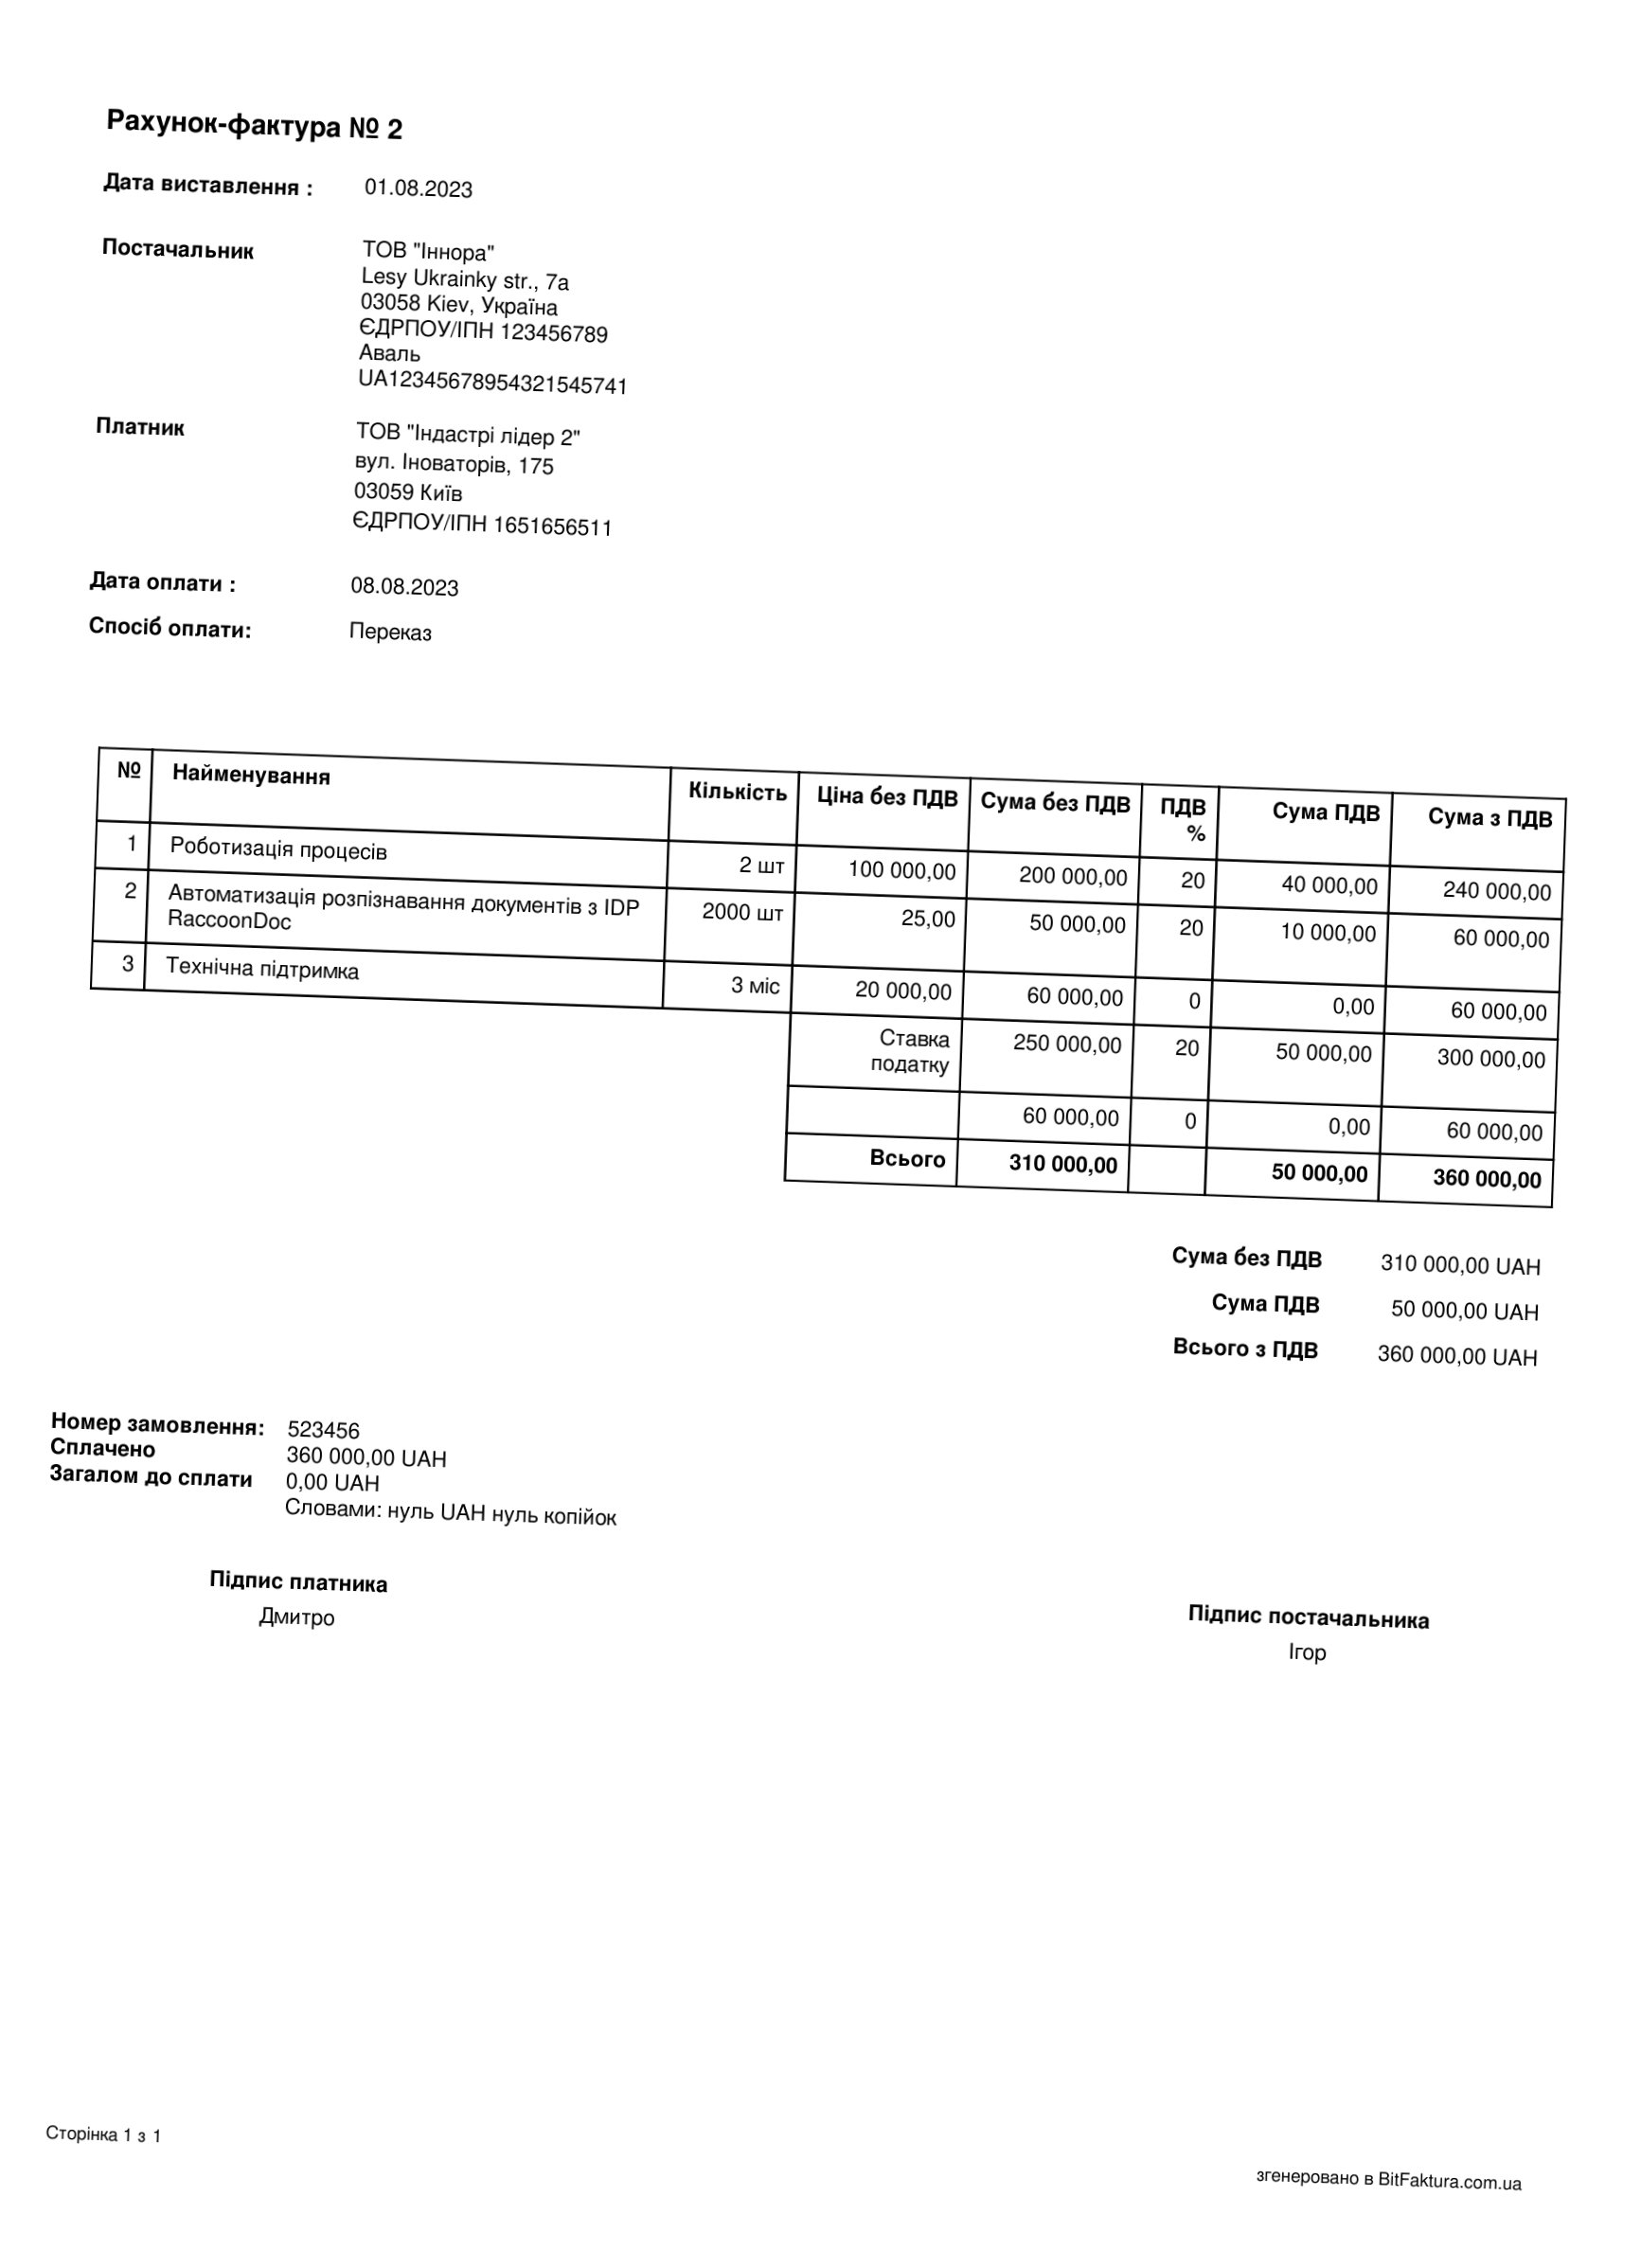 Рахунок-фактура № 2
Дата виставлення : 01.08.2023
Постачальник ТОВ "Іннора"
Lesy Ukrainky str., 7a
03058 Kiev, Україна
ЄДРПОУ/ІПН 123456789
Аваль
UA12345678954321545741
Платник ТОВ "Індастрі лідер 2"
вул. Іноваторів, 175
03059 Київ
ЄДРПОУ/ІПН 1651656511
Дата оплати : 08.08.2023
Спосіб оплати: Переказ
№ Найменування Кількість Ціна без ПДВ Сума без ПДВ ПДВ % Сума ПДВ Сума з ПДВ
1 Роботизація процесів 2 шт 100 000,00 200 000,00 20 40 000,00 240 000,00
2 Автоматизація розпізнавання документів з IDP 2000 шт 25,00 50 000,00 20 10 000,00 60 000,00
RaccoonDoc
3 Технічна підтримка 3 міс 20 000,00 60 000,00 0 0,00 60 000,00
Ставка 250 000,00 20 50 000,00 300 000,00
податку
60 000,00 0 0,00 60 000,00
Всього 310 000,00 50 000,00 360 000,00
Сума без ПДВ 310 000,00 UAH
Сума ПДВ 50 000,00 UAH
Всього з ПДВ 360 000,00 UAH
Номер замовлення: 523456
Сплачено 360 000,00 UAH
Загалом до сплати 0,00 UAH
Словами: нуль UAH нуль копійок
Підпис платника
Дмитро
Підпис постачальника
Ігор
Сторінка 1 з 1
згенеровано в BitFaktura.com.ua